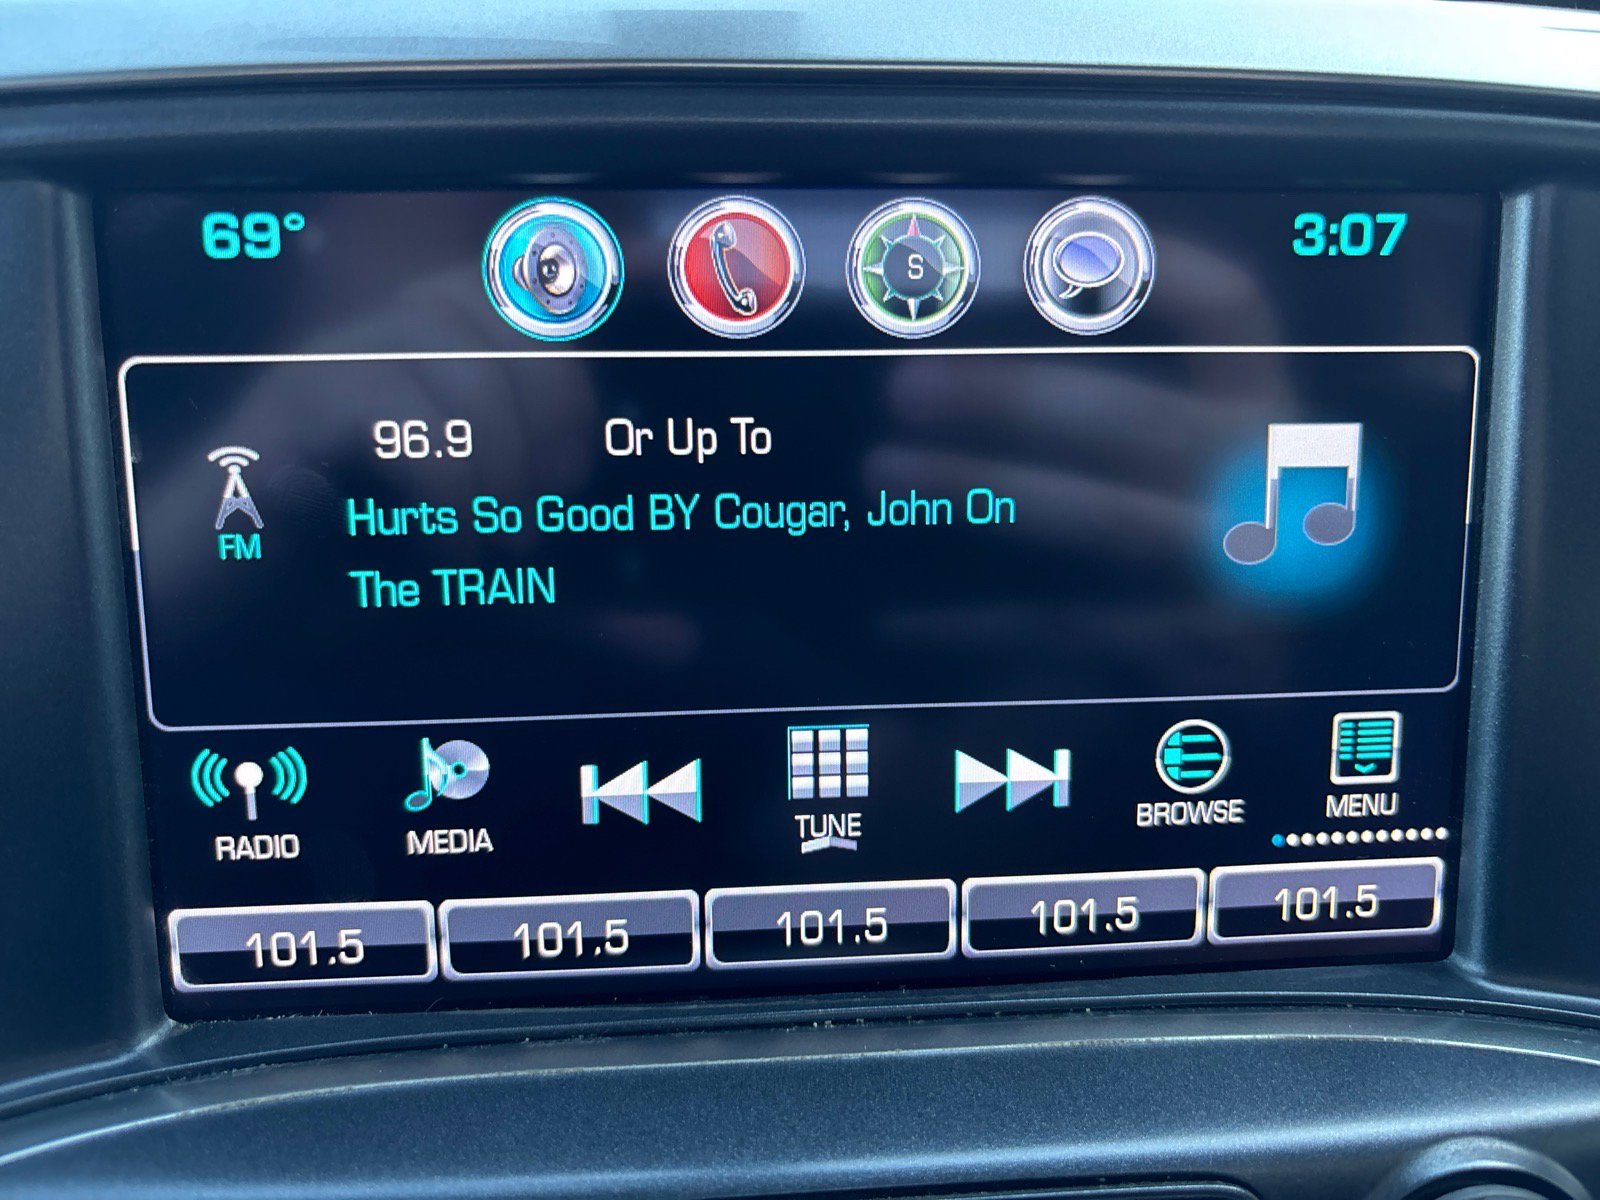 69°
S
3:07
96.9 Or Up To
FM
Hurts So Good BY Cougar, John On
The TRAIN
RADIO
MEDIA
TUNE
BROWSE
MENU
101.5 101.5 101.5 101.5 101.5